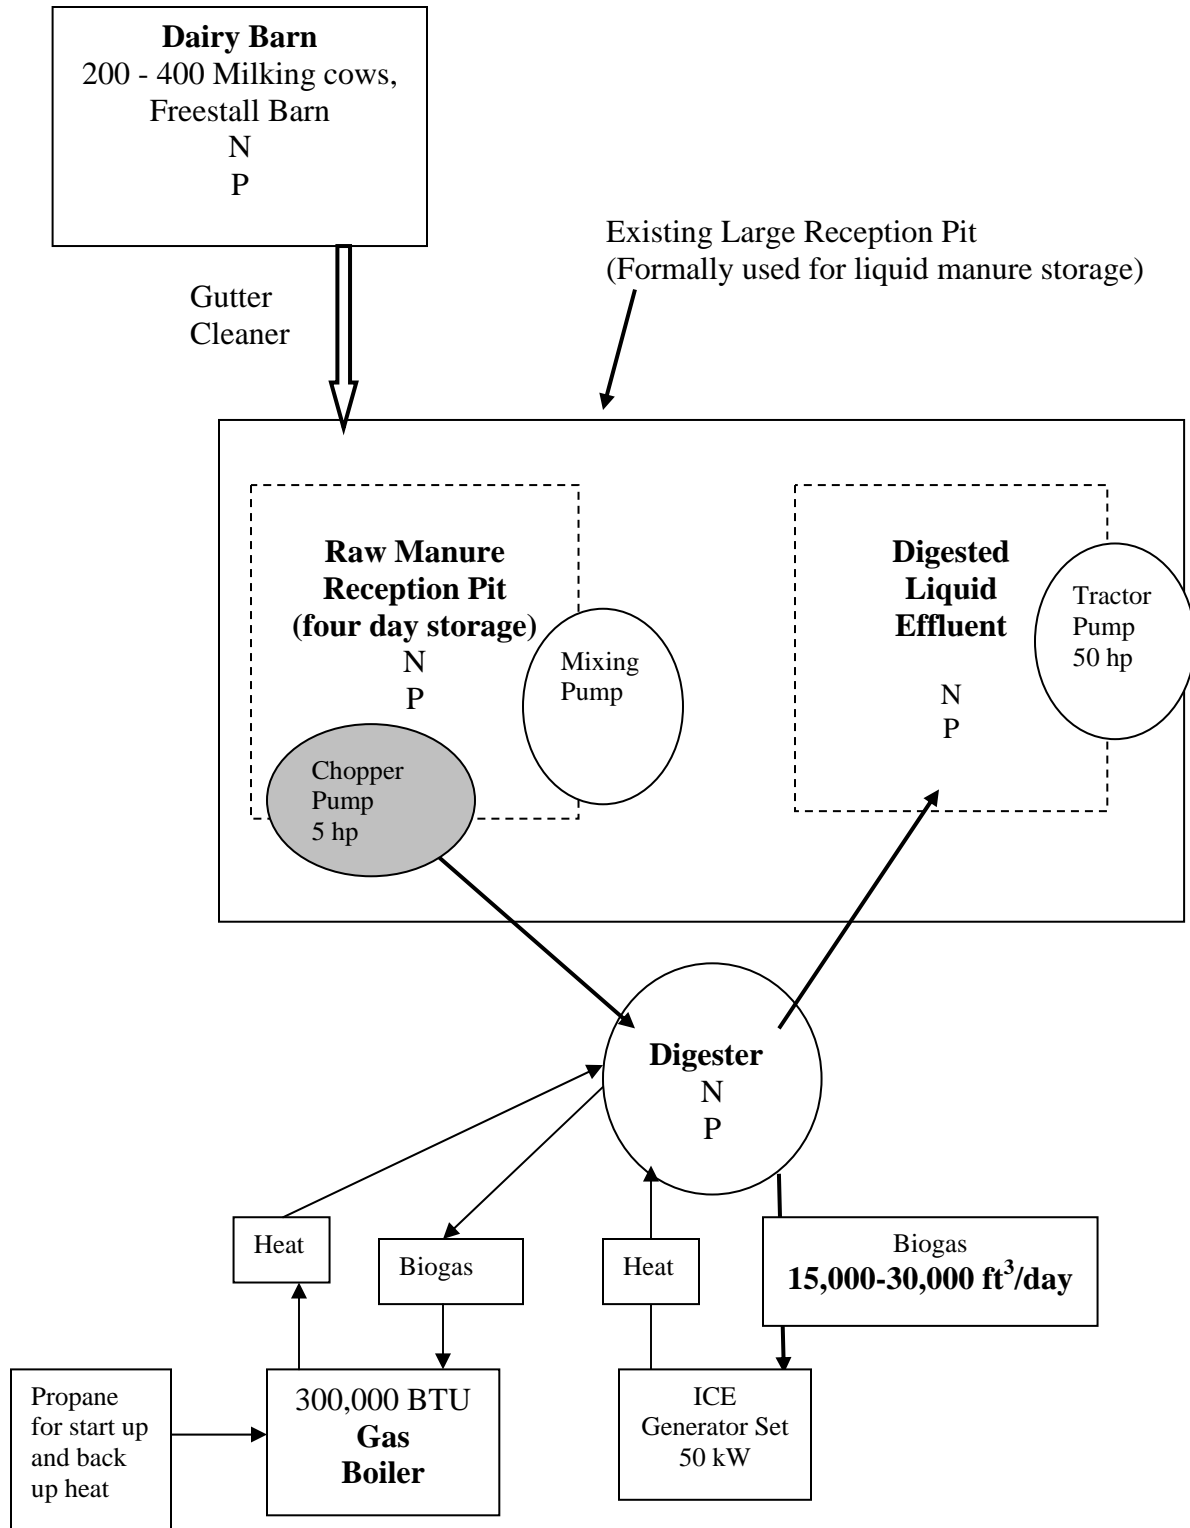 Dairy Barn
200 - 400 Milking cows,
Freestall Barn
N
P
Existing Large Reception Pit
(Formally used for liquid manure storage)
Gutter
Cleaner
Raw Manure
Reception Pit
(four day storage)
N
P
Mixing
Pump
Chopper
Pump
5 hp
Digested
Liquid
Effluent
N
P
Tractor
Pump
50 hp
Digester
N
P
Heat
Biogas
Heat
Biogas
15,000-30,000 ft³/day
Propane
for start up
and back
up heat
300,000 BTU
Gas
Boiler
ICE
Generator Set
50 kW